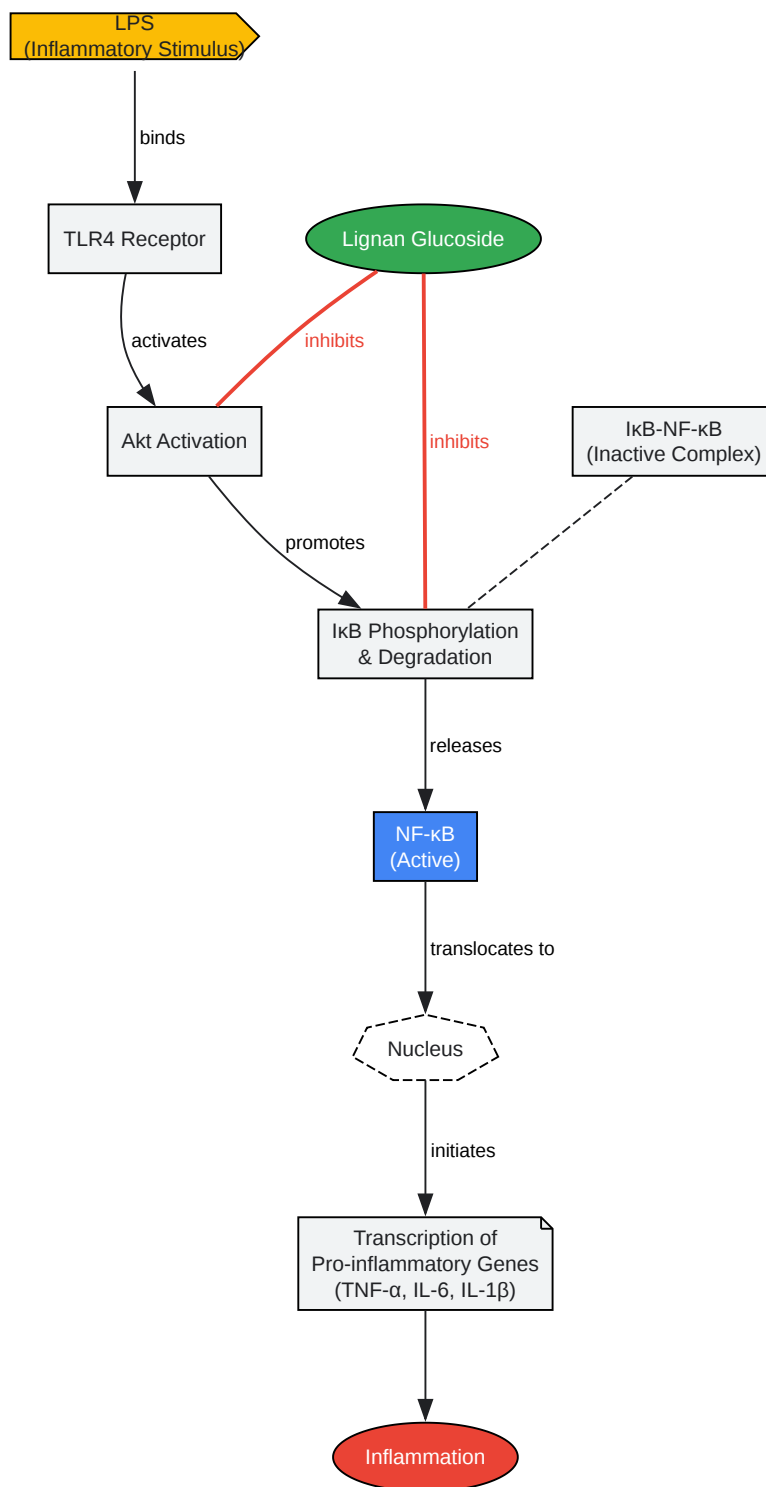 LPS
(Inflammatory Stimulus)
binds
TLR4 Receptor
Lignan Glucoside
activates
inhibits
Akt Activation
inhibits
IκB-NF-κB
(Inactive Complex)
promotes
IκB Phosphorylation
& Degradation
releases
NF-κB
(Active)
translocates to
Nucleus
initiates
Transcription of
Pro-inflammatory Genes
(TNF-α, IL-6, IL-1β)
Inflammation